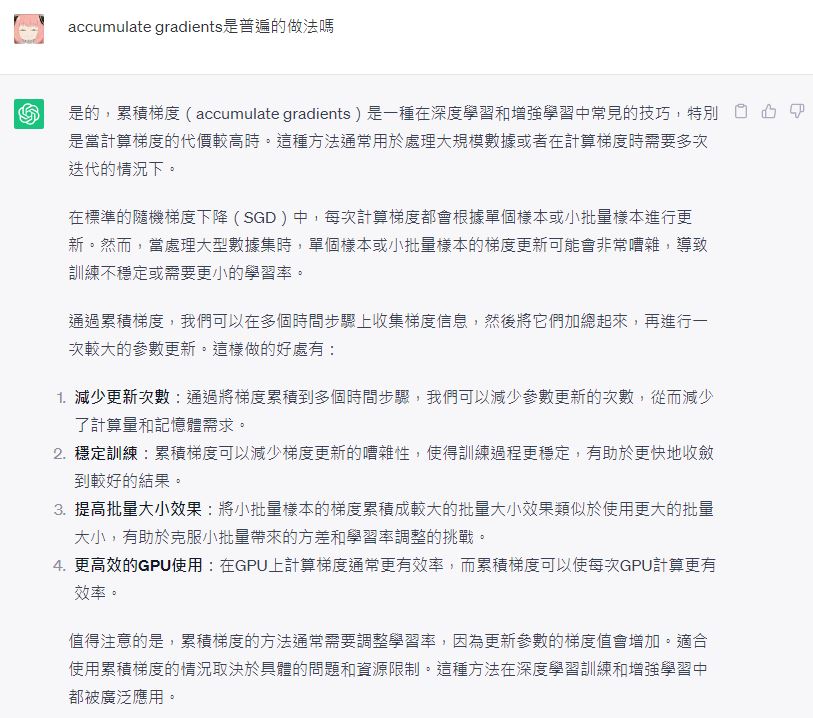 accumulate gradients是普遍的做法嗎
是的，累積梯度（accumulate gradients）是一種在深度學習和增強學習中常見的技巧，特別
是當計算梯度的代價較高時。這種方法通常用於處理大規模數據或者在計算梯度時需要多次
迭代的情況下。
在標準的隨機梯度下降（SGD）中，每次計算梯度都會根據單個樣本或小批量樣本進行更
新。然而，當處理大型數據集時，單個樣本或小批量樣本的梯度更新可能會非常嘈雜，導致
訓練不穩定或需要更小的學習率。
通過累積梯度，我們可以在多個時間步驟上收集梯度信息，然後將它們加總起來，再進行一
次較大的參數更新。這樣做的好處有：
1. 減少更新次數：通過將梯度累積到多個時間步驟，我們可以減少參數更新的次數，從而減少
了計算量和記憶體需求。
2. 穩定訓練：累積梯度可以減少梯度更新的嘈雜性，使得訓練過程更穩定，有助於更快地收斂
到較好的結果。
3. 提高批量大小效果：將小批量樣本的梯度累積成較大的批量大小效果類似於使用更大的批量
大小，有助於克服小批量帶來的方差和學習率調整的挑戰。
4. 更高效的GPU使用：在GPU上計算梯度通常更有效率，而累積梯度可以使每次GPU計算更有
效率。
值得注意的是，累積梯度的方法通常需要調整學習率，因為更新參數的梯度值會增加。適合
使用累積梯度的情況取決於具體的問題和資源限制。這種方法在深度學習訓練和增強學習中
都被廣泛應用。